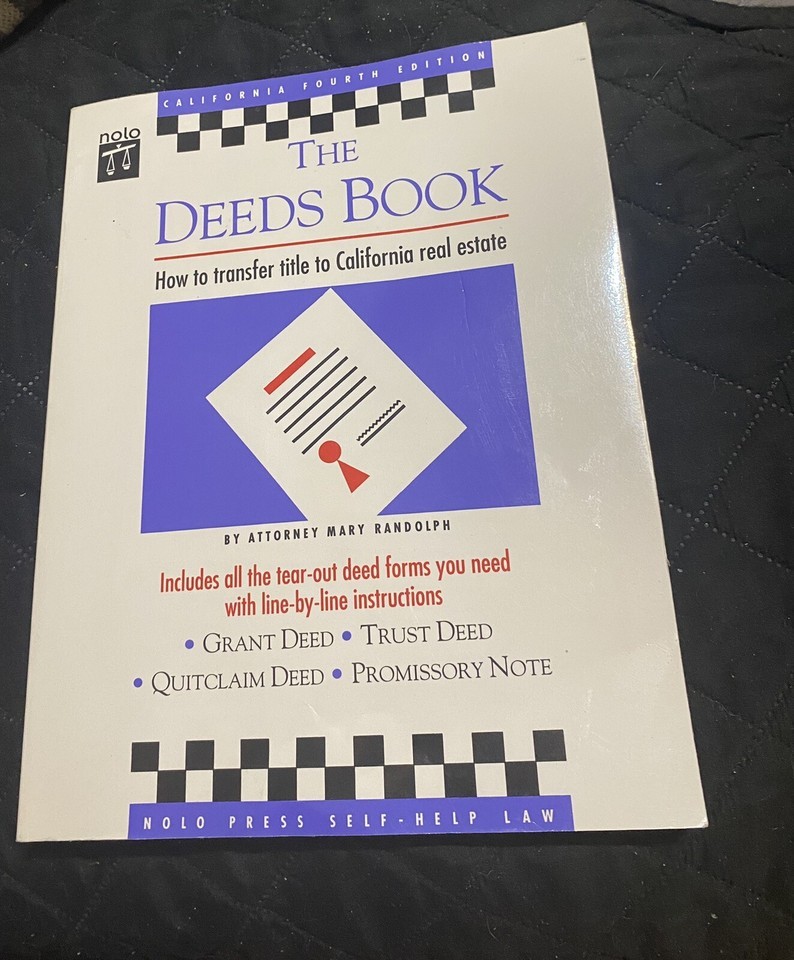 CALIFORNIA FOURTH EDITION
nolo
THE
DEEDS BOOK
How to transfer title to California real estate
BY ATTORNEY MARY RANDOLPH
Includes all the tear-out deed forms you need
with line-by-line instructions
• GRANT DEED • TRUST DEED
• QUITCLAIM DEED • PROMISSORY NOTE
NOLO PRESS SELF-HELP LAW